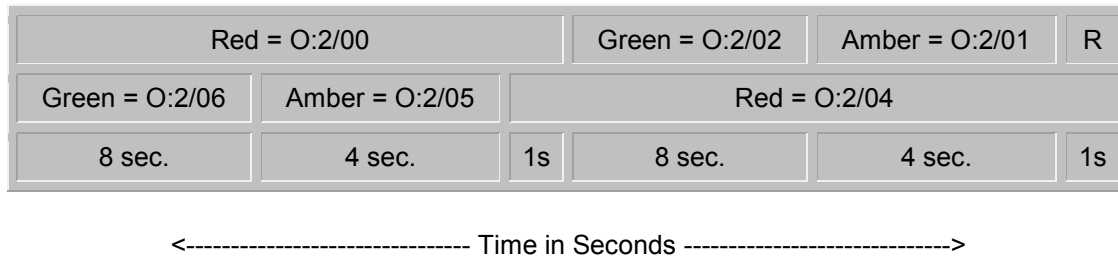 Red = O:2/00 Green = O:2/02 Amber = O:2/01 R
Green = O:2/06 Amber = O:2/05 Red = O:2/04
8 sec. 4 sec. 1s 8 sec. 4 sec. 1s
<-------------------------------- Time in Seconds ------------------------------>